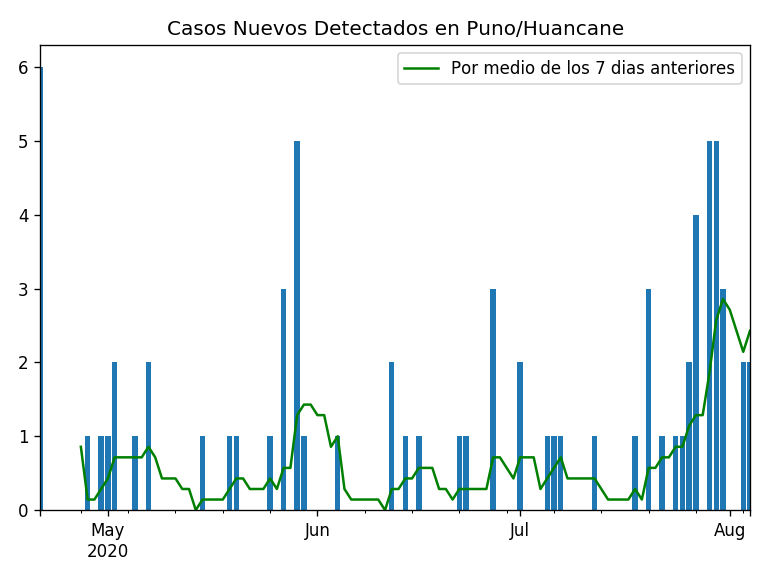 Casos Nuevos Detectados en Puno/Huancane
Por medio de los 7 dias anteriores
6
5
4
3
2
1
0
May Jun Jul Aug
2020